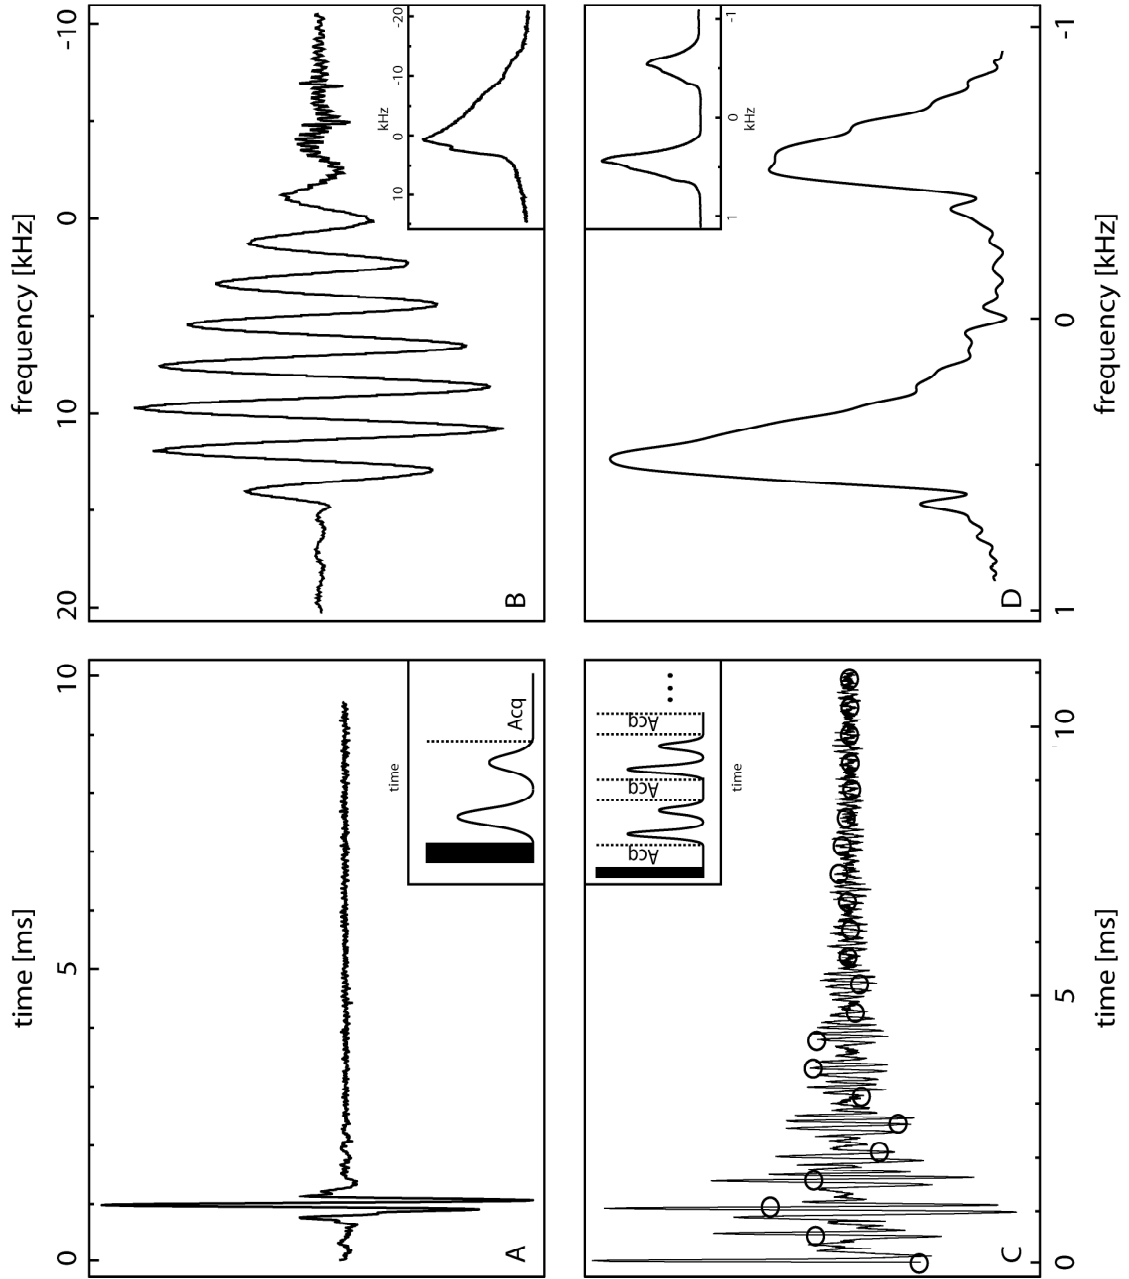 time [ms]
frequency [kHz]
0 5 10
20 10 0 -10
time
kHz
10 0 -10 -20
Acq
A
B
Acq Acq Acq ...
time
1 0 -1
kHz
C
D
0 5 10
1 0 -1
time [ms]
frequency [kHz]